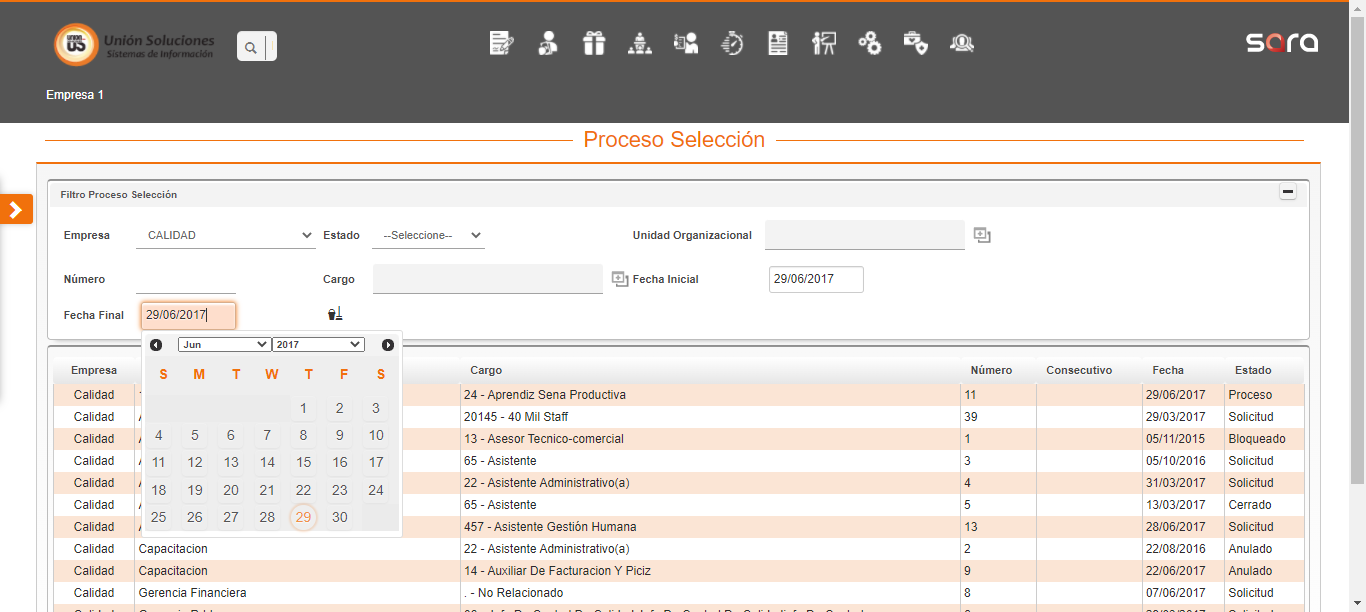 UNION
US
Unión Soluciones
Sistemas de Información
sara
Empresa 1
Proceso Selección
Filtro Proceso Selección
Empresa CALIDAD Estado --Seleccione-- Unidad Organizacional
Número Cargo Fecha Inicial 29/06/2017
Fecha Final 29/06/2017
Jun 2017
S M T W T F S
1 2 3
4 5 6 7 8 9 10
11 12 13 14 15 16 17
18 19 20 21 22 23 24
25 26 27 28 29 30
Empresa Cargo Número Consecutivo Fecha Estado
Calidad 24 - Aprendiz Sena Productiva 11 29/06/2017 Proceso
Calidad 20145 - 40 Mil Staff 39 29/03/2017 Solicitud
Calidad 13 - Asesor Tecnico-comercial 1 05/11/2015 Bloqueado
Calidad 65 - Asistente 3 05/10/2016 Solicitud
Calidad 22 - Asistente Administrativo(a) 4 31/03/2017 Solicitud
Calidad 65 - Asistente 5 13/03/2017 Cerrado
Calidad 457 - Asistente Gestión Humana 13 28/06/2017 Solicitud
Calidad Capacitacion 22 - Asistente Administrativo(a) 2 22/08/2016 Anulado
Calidad Capacitacion 14 - Auxiliar De Facturacion Y Piciz 9 22/06/2017 Anulado
Calidad Gerencia Financiera . - No Relacionado 8 07/06/2017 Solicitud